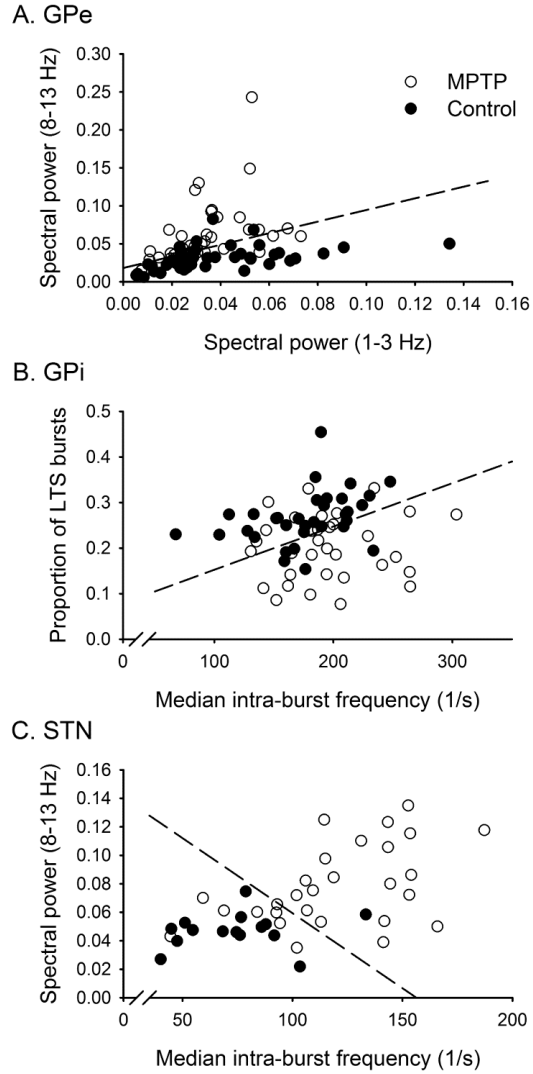 A. GPe
Spectral power (8-13 Hz)
0.30
0.25
0.20
0.15
0.10
0.05
0.00
MPTP
Control
0.00 0.02 0.04 0.06 0.08 0.10 0.12 0.14 0.16
Spectral power (1-3 Hz)
B. GPi
Proportion of LTS bursts
0.5
0.4
0.3
0.2
0.1
0.0
0 100 200 300
Median intra-burst frequency (1/s)
C. STN
Spectral power (8-13 Hz)
0.16
0.14
0.12
0.10
0.08
0.06
0.04
0.02
0.00
0 50 100 150 200
Median intra-burst frequency (1/s)